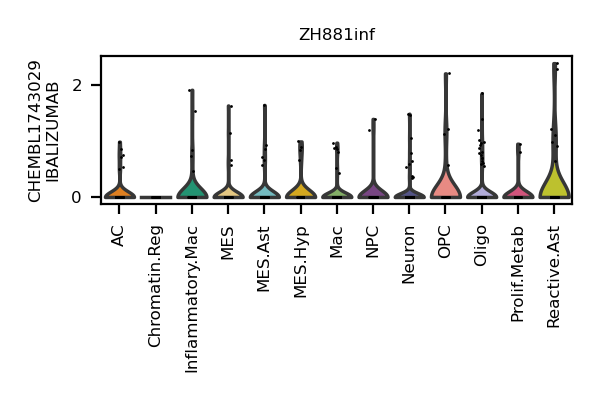 ZH881inf
CHEMBL1743029
IBALIZUMAB
2
0
AC
Chromatin.Reg
Inflammatory.Mac
MES
MES.Ast
MES.Hyp
Mac
NPC
Neuron
OPC
Oligo
Prolif.Metab
Reactive.Ast